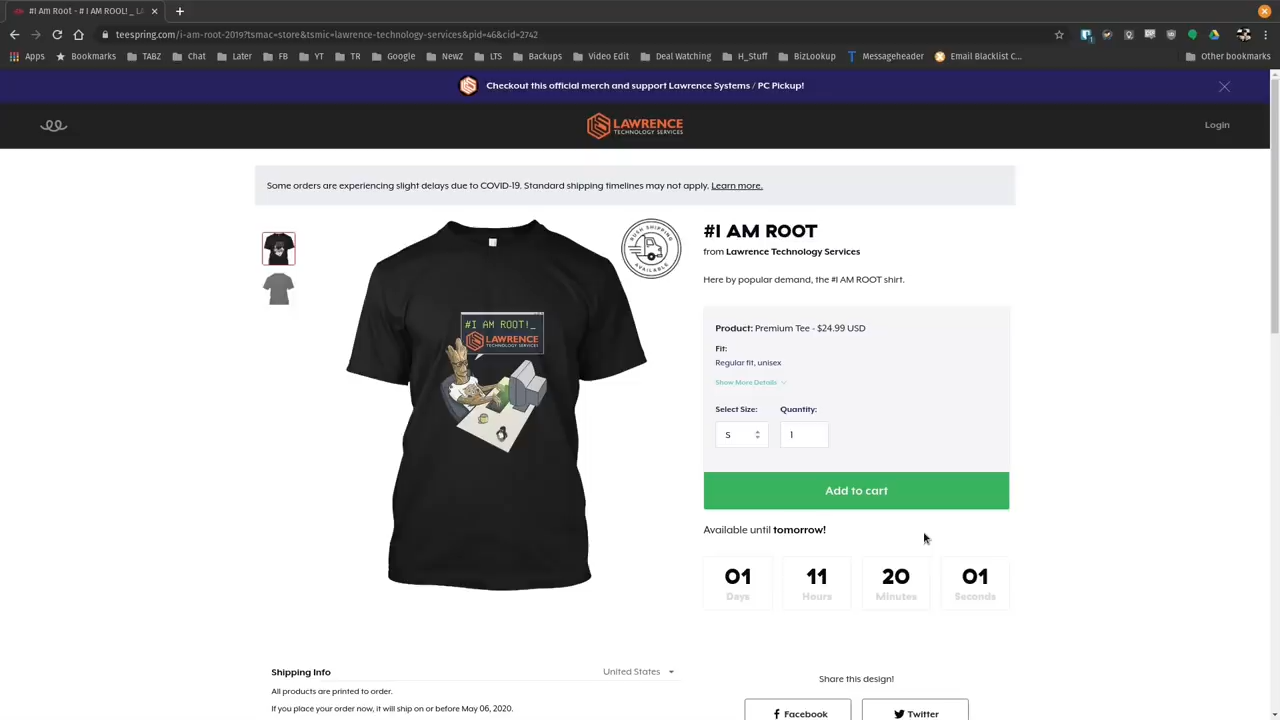 #I Am Root - # I AM ROOT! _ LA
teespring.com/i-am-root-2019?tsmac=store&tsmic=lawrence-technology-services&pid=46&cid=2742
Apps
Bookmarks
TABZ
Chat
Later
FB
YT
TR
Google
NewZ
LTS
Backups
Video Edit
Deal Watching
H_Stuff
BizLookup
Messageheader
Email Blacklist C...
Other bookmarks
Checkout this official merch and support Lawrence Systems / PC Pickup!
LAWRENCE
TECHNOLOGY SERVICES
Login
Some orders are experiencing slight delays due to COVID-19. Standard shipping timelines may not apply. Learn more.
RUSH SHIPPING
AVAILABLE
#I AM ROOT!_
LAWRENCE
TECHNOLOGY SERVICES
#I AM ROOT
from Lawrence Technology Services
Here by popular demand, the #I AM ROOT shirt.
Product: Premium Tee - $24.99 USD
Fit:
Regular fit, unisex
Show More Details
Select Size:
Quantity:
S
1
Add to cart
Available until tomorrow!
01
11
20
01
Days
Hours
Minutes
Seconds
Shipping Info
United States
All products are printed to order.
If you place your order now, it will ship on or before May 06, 2020.
Share this design!
Facebook
Twitter